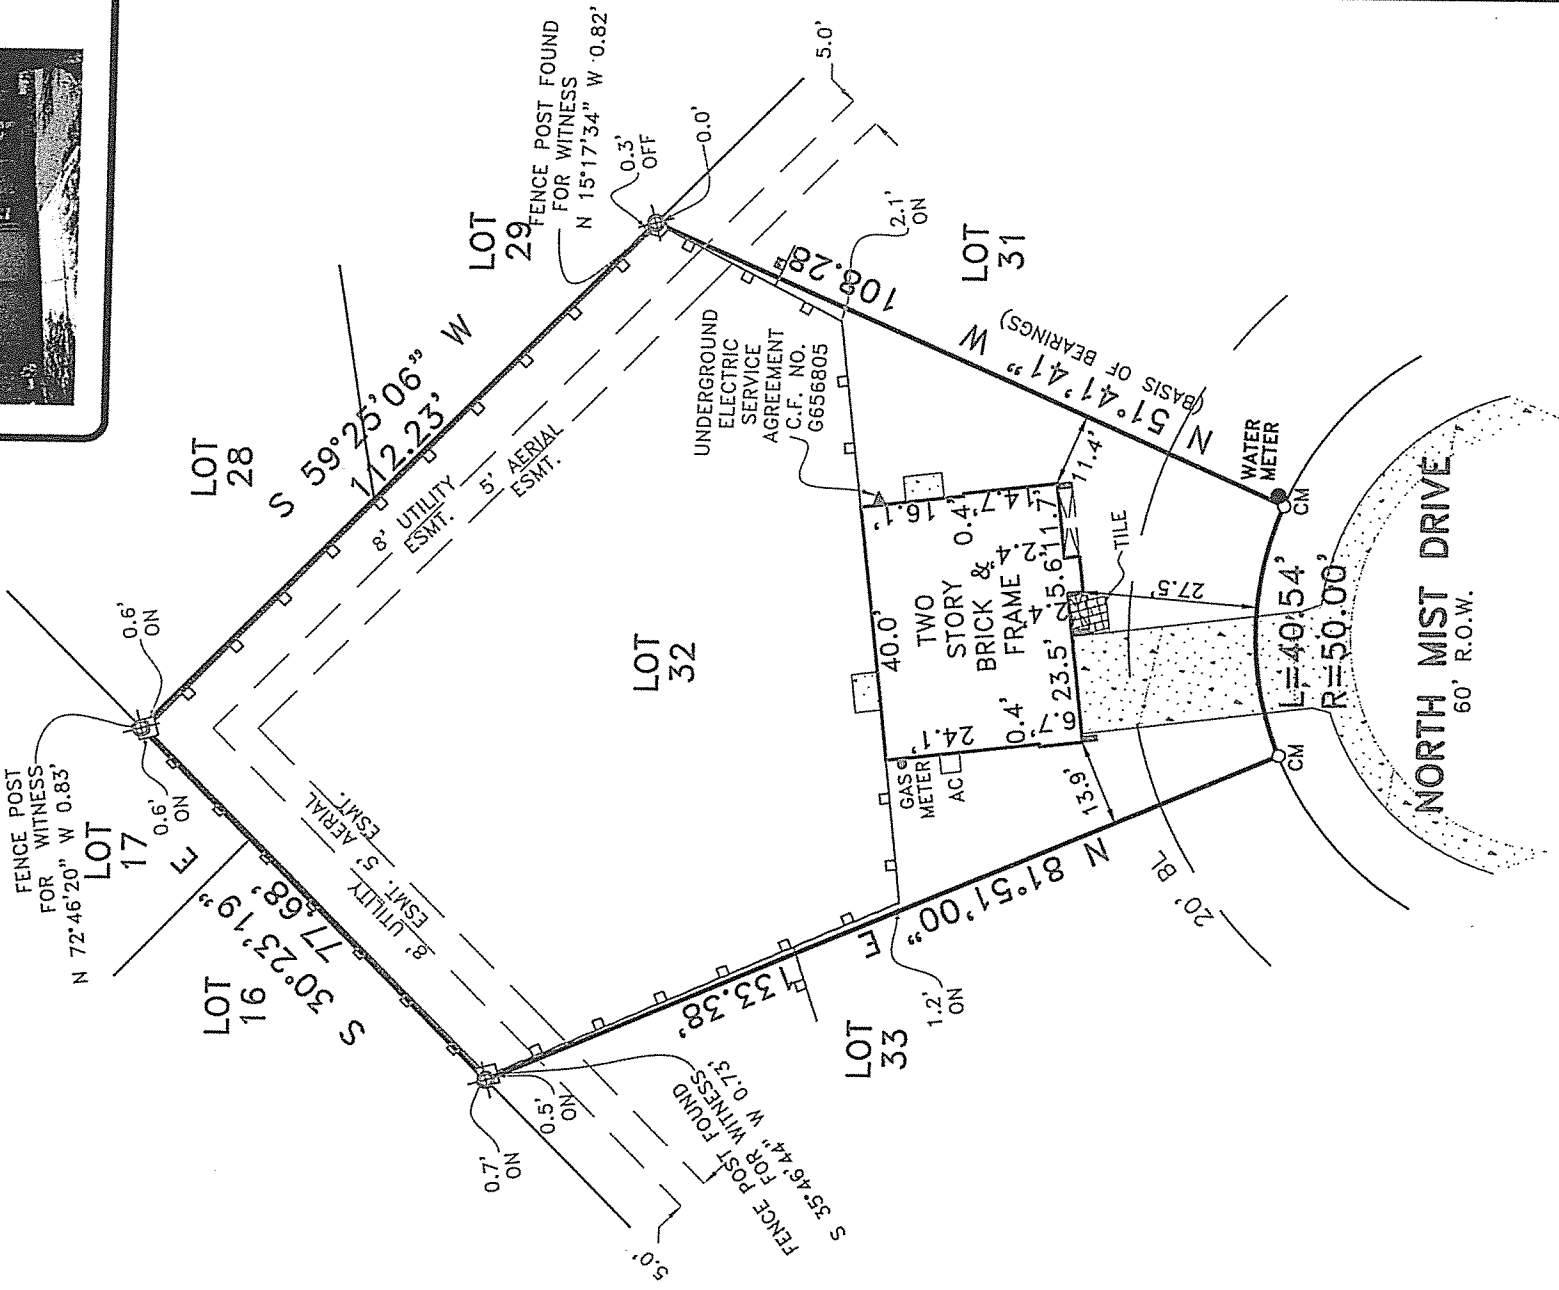 FENCE POST
FOR WITNESS
N 72°46'20" W 0.83'
LOT
17
0.6'
ON
0.6'
ON
LOT
28
S 59°25'06" W
112.23'
LOT
29
FENCE POST FOUND
FOR WITNESS
N 15°17'34" W 0.82'
0.3'
OFF
0.0'
5.0'
LOT
16
S 30°23'19" E
77.68'
8' UTILITY
ESMT.
5' AERIAL
ESMT.
8' UTILITY
ESMT.
5' AERIAL
ESMT.
2.1'
ON
LOT
31
108.28'
N 51°41'41" W
(BASIS OF BEARINGS)
UNDERGROUND
ELECTRIC
SERVICE
AGREEMENT
C.F. NO.
G656805
LOT
32
40.0'
16.1'
0.4'
14.7'
11.7'
2.4'
5.6'
2.4'
23.5'
6.7'
0.4'
24.1'
TWO
STORY
BRICK &
FRAME
GAS
METER
AC
TILE
11.4'
13.9'
27.5'
WATER
METER
CM
CM
20' BL
L=40.54'
R=50.00'
NORTH MIST DRIVE
60' R.O.W.
N 81°51'00" E
133.38'
1.2'
ON
LOT
33
0.7'
ON
0.5'
ON
FENCE POST FOUND
FOR WITNESS
S 35°46'44" W 0.73'
5.0'